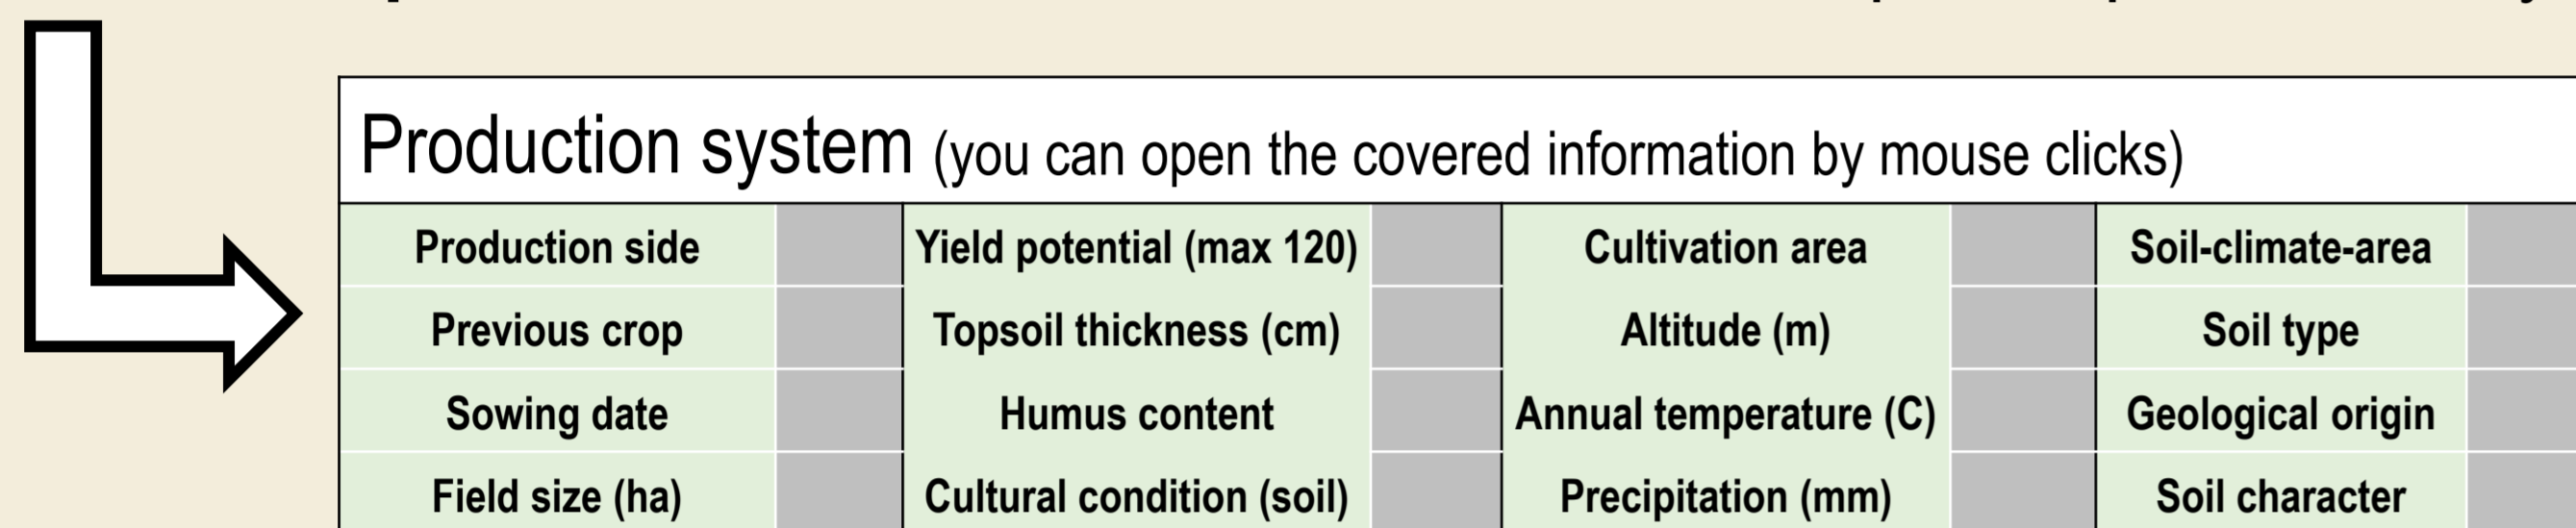 Production system (you can open the covered information by mouse clicks)
Production side Yield potential (max 120) Cultivation area Soil-climate-area
Previous crop Topsoil thickness (cm) Altitude (m) Soil type
Sowing date Humus content Annual temperature (C) Geological origin
Field size (ha) Cultural condition (soil) Precipitation (mm) Soil character